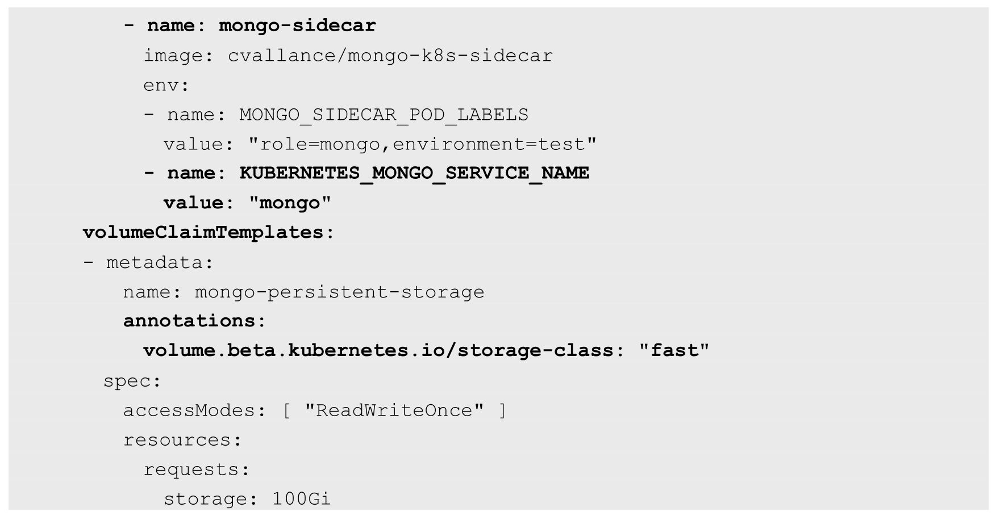 - name: mongo-sidecar
image: cvallance/mongo-k8s-sidecar
env:
- name: MONGO_SIDECAR_POD_LABELS
value: "role=mongo,environment=test"
- name: KUBERNETES_MONGO_SERVICE_NAME
value: "mongo"
volumeClaimTemplates:
- metadata:
name: mongo-persistent-storage
annotations:
volume.beta.kubernetes.io/storage-class: "fast"
spec:
accessModes: [ "ReadWriteOnce" ]
resources:
requests:
storage: 100Gi